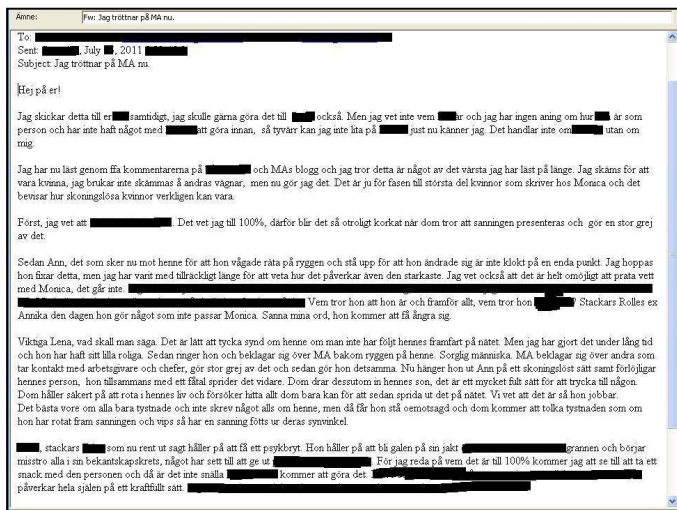 Ämne: Fw: Jag tröttnar på MA nu.
To:
Sent: , July , 2011
Subject: Jag tröttnar på MA nu.
Hej på er!
Jag skickar detta till er samtidigt, jag skulle gärna göra det till också. Men jag vet inte vem är och jag har ingen aning om hur är som
person och har inte haft något med att göra innan, så tyvärr kan jag inte lita på just nu känner jag. Det handlar inte om utan om
mig.
Jag har nu läst genom ffa kommentarerna på och MAs blogg och jag tror detta är något av det värsta jag har läst på länge. Jag skäms för att
vara kvinna, jag brukar inte skämmas å andras vägnar, men nu gör jag det. Det är ju för fasen till största del kvinnor som skriver hos Monica och det
bevisar hur skoningslösa kvinnor verkligen kan vara.
Först, jag vet att . Det vet jag till 100%, därför blir det så otroligt korkat när dom tror att sanningen presenteras och gör en stor grej
av det.
Sedan Ann, det som sker nu mot henne för att hon vågade räta på ryggen och stå upp för att hon ändrade sig är inte klokt på en enda punkt. Jag hoppas
hon fixar detta, men jag har varit med tillräckligt länge för att veta hur det påverkar även den starkaste. Jag vet också att det är helt omöjligt att prata vett
med Monica, det går inte.
Vem tror hon att hon är och framför allt, vem tror hon ? Stackars Rolles ex
Annika den dagen hon gör något som inte passar Monica. Sanna mina ord, hon kommer att få ångra sig.
Viktiga Lena, vad skall man säga. Det är lätt att tycka synd om henne om man inte har följt hennes framfart på nätet. Men jag har gjort det under lång tid
och hon har haft sitt lilla roliga. Sedan ringer hon och beklagar sig över MA bakom ryggen på henne. Sorglig människa. MA beklagar sig över andra som
tar kontakt med arbetsgivare och chefer, gör stor grej av det och sedan gör hon detsamma. Nu hänger hon ut Ann på ett skoningslöst sätt samt förlöjligar
hennes person, hon tillsammans med ett fåtal sprider det vidare. Dom drar dessutom in hennes son, det är ett mycket fult sätt för att trycka till någon.
Dom håller säkert på att rota i hennes liv och försöker hitta allt dom bara kan för att sedan sprida ut det på nätet. Vi vet att det är så hon jobbar.
Det bästa vore om alla bara tystnade och inte skrev något alls om henne, men då får hon stå oemotsagd och dom kommer att tolka tystnaden som om
hon har rotat fram sanningen och vips så har en sanning fötts ur deras synvinkel.
, stackars som nu rent ut sagt håller på att få ett psykbryt. Hon håller på att bli galen på sin jakt grannen och börjar
misstro alla i sin bekantskapskrets, något har sett till att ge ut i . För jag reda på vem det är till 100% kommer jag att se till att ta ett
snack med den personen och då är det inte snälla kommer att göra det.
påverkar hela själen på ett kraftfullt sätt.